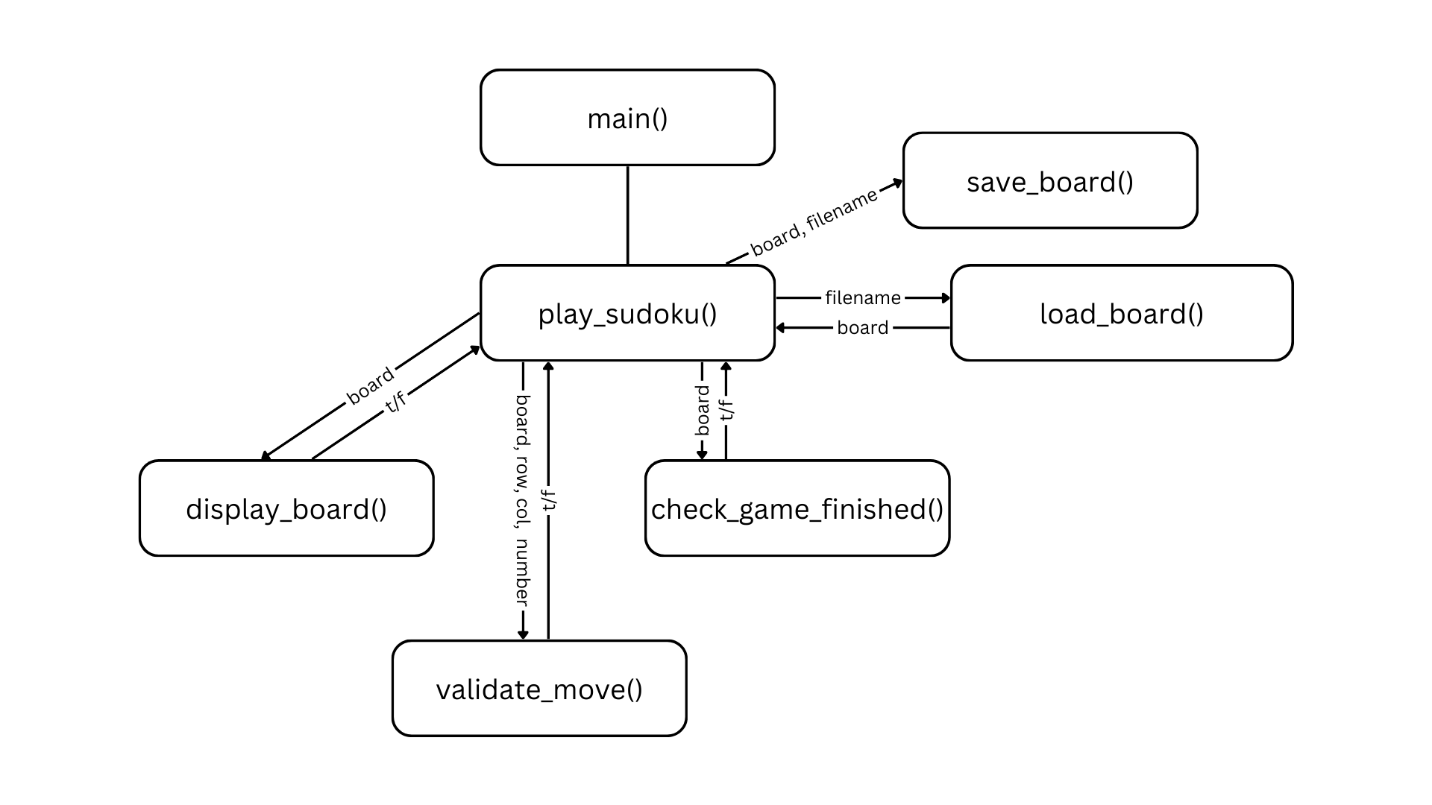 main()
save_board()
board, filename
play_sudoku()
filename
board
load_board()
board
t/f
board, row, col, number
t/f
board
t/f
display_board()
check_game_finished()
validate_move()